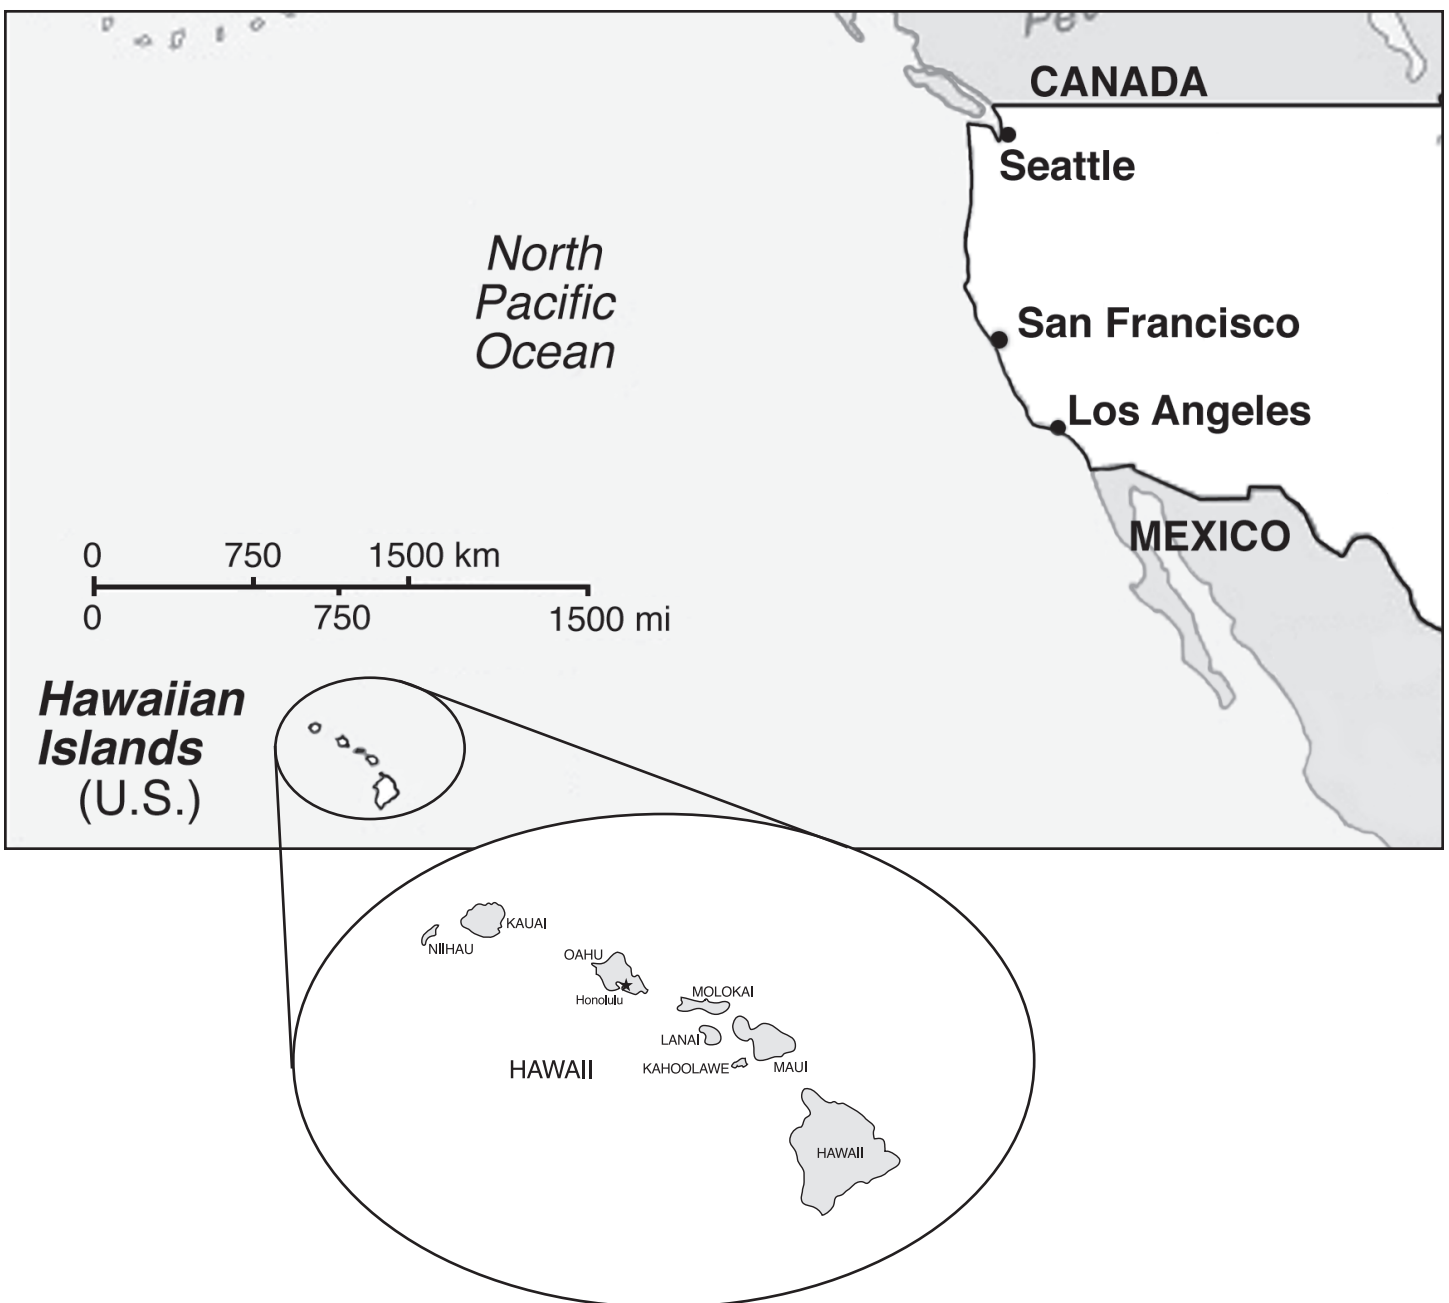 CANADA
Seattle
North
Pacific
Ocean
San Francisco
Los Angeles
MEXICO
0 750 1500 km
0 750 1500 mi
Hawaiian
Islands
(U.S.)
KAUAI
NIIHAU
OAHU
Honolulu
MOLOKAI
LANAI
KAHOOLAWE
MAUI
HAWAII
HAWAII